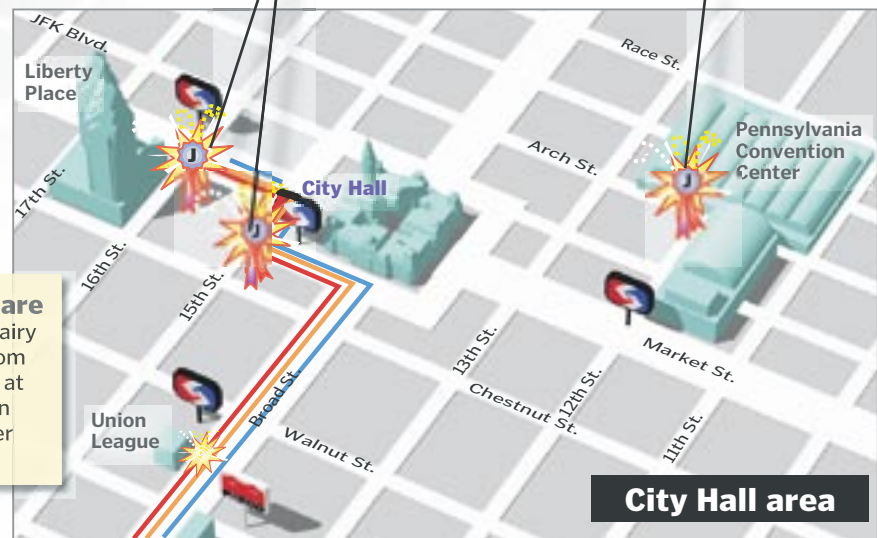 JFK Blvd.
Race St.
Liberty
Place
J
Pennsylvania
Convention
Center
J
Arch St.
17th St.
City Hall
J
16th St.
15th St.
are
airy
om
at
n
er
13th St.
Market St.
12th St.
Chestnut St.
Broad St.
Union
League
Walnut St.
11th St.
City Hall area